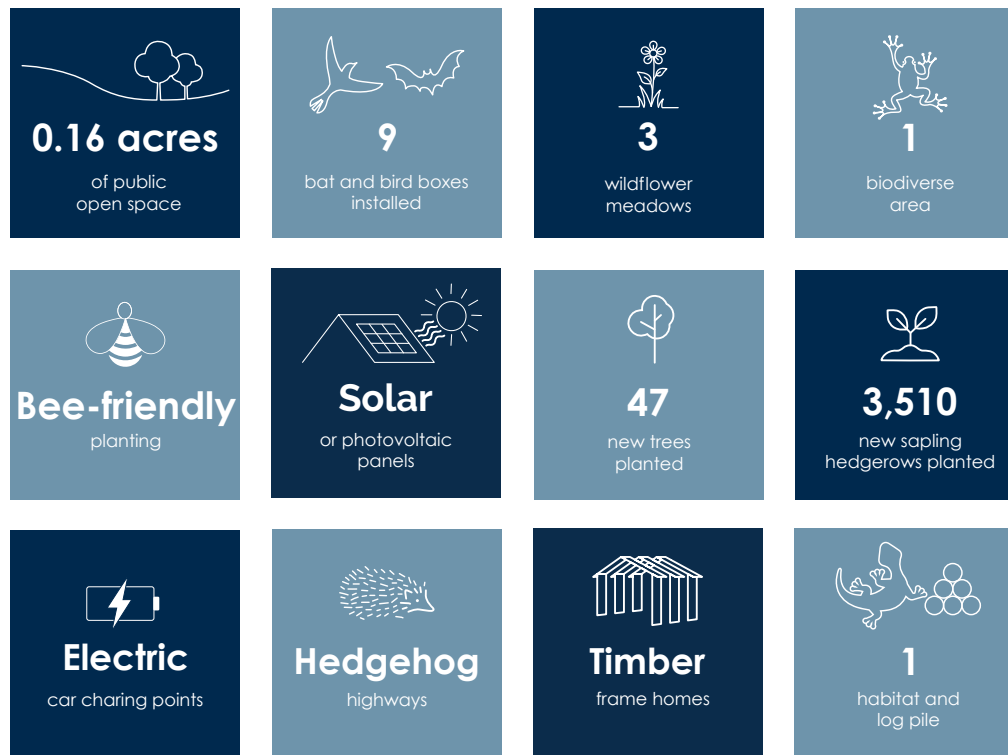 0.16 acres
of public
open space
9
bat and bird boxes
installed
3
wildflower
meadows
1
biodiverse
area
Bee-friendly
planting
Solar
or photovoltaic
panels
47
new trees
planted
3,510
new sapling
hedgerows planted
Electric
car charing points
Hedgehog
highways
Timber
frame homes
1
habitat and
log pile